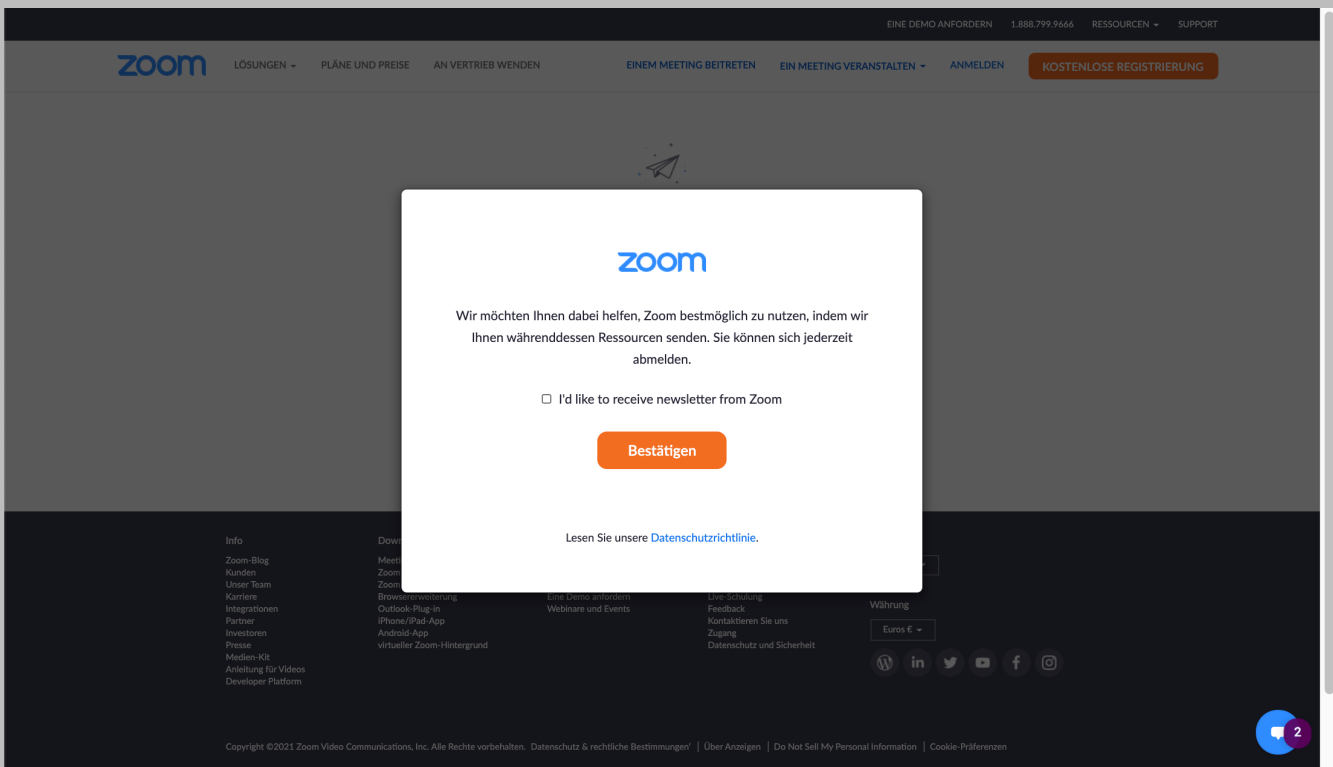 EINE DEMO ANFORDERN 1.888.799.9666 RESSOURCEN SUPPORT
zoom LÖSUNGEN PLÄNE UND PREISE AN VERTRIEB WENDEN EINEM MEETING BEITRETEN EIN MEETING VERANSTALTEN ANMELDEN KOSTENLOSE REGISTRIERUNG
zoom
Wir möchten Ihnen dabei helfen, Zoom bestmöglich zu nutzen, indem wir
Ihnen währenddessen Ressourcen senden. Sie können sich jederzeit
abmelden.
I'd like to receive newsletter from Zoom
Bestätigen
Lesen Sie unsere Datenschutzrichtlinie.
Info
Zoom-Blog
Kunden
Unser Team
Karriere
Integrationen
Partner
Investoren
Presse
Medien-Kit
Anleitung für Videos
Developer Platform
Zoom
Zoom
Browsererweiterung
Outlook-Plug-in
iPhone/iPad-App
Android-App
virtueller Zoom-Hintergrund
Eine Demo anfordern
Webinare und Events
Live-Schulung
Feedback
Kontaktieren Sie uns
Zugang
Datenschutz und Sicherheit
Währung
Euros €
2
Copyright ©2021 Zoom Video Communications, Inc. Alle Rechte vorbehalten. Datenschutz & rechtliche Bestimmungen' | Über Anzeigen | Do Not Sell My Personal Information | Cookie-Präferenzen